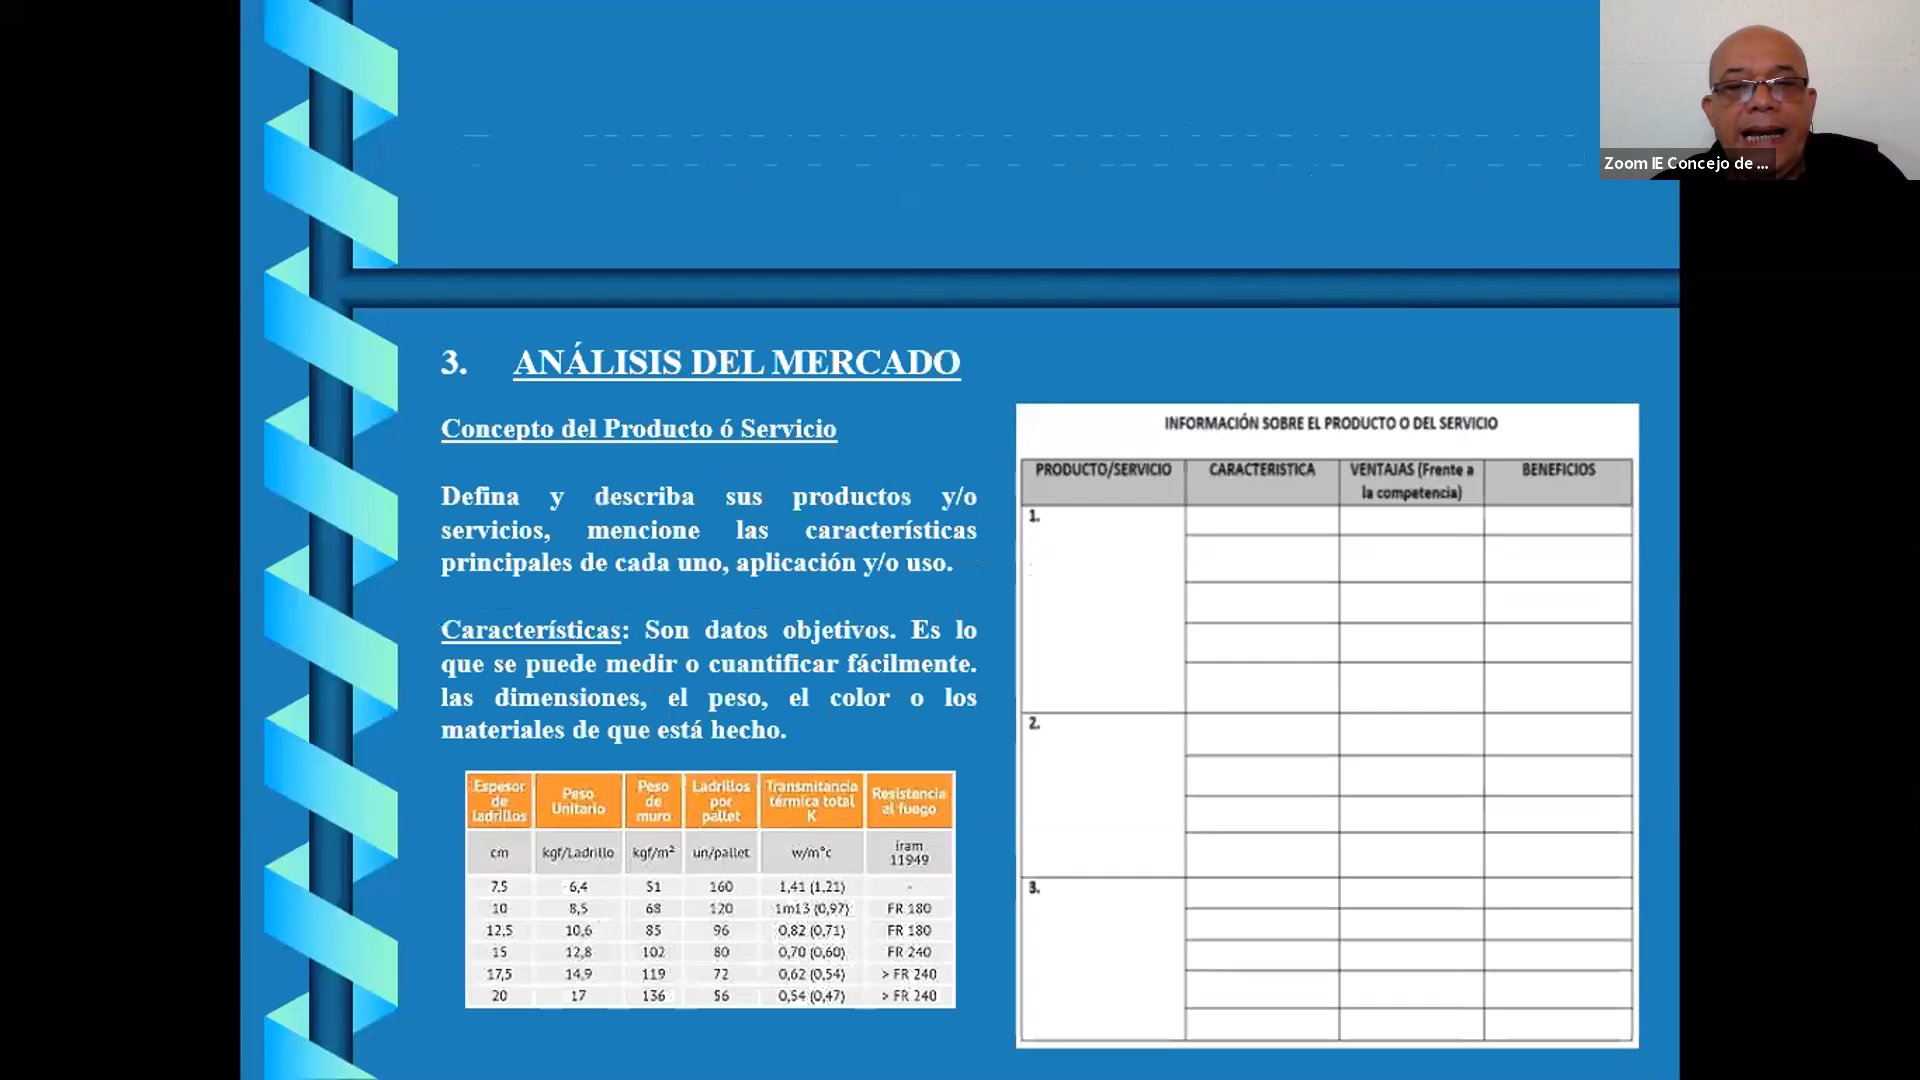 Zoom IE Concejo de ...
3. ANÁLISIS DEL MERCADO
Concepto del Producto ó Servicio
Defina y describa sus productos y/o
servicios, mencione las características
principales de cada uno, aplicación y/o uso.
Características: Son datos objetivos. Es lo
que se puede medir o cuantificar fácilmente.
las dimensiones, el peso, el color o los
materiales de que está hecho.
Espesor de ladrillos Peso Unitario Peso de muro Ladrillos por pallet Transmitancia térmica total K Resistencia al fuego
cm kgf/Ladrillo kgf/m² un/pallet w/m°c iram 11949
7,5 6,4 51 160 1,41 (1,21) -
10 8,5 68 120 1m13 (0,97) FR 180
12,5 10,6 85 96 0,82 (0,71) FR 180
15 12,8 102 80 0,70 (0,60) FR 240
17,5 14,9 119 72 0,62 (0,54) > FR 240
20 17 136 56 0,54 (0,47) > FR 240
INFORMACIÓN SOBRE EL PRODUCTO O DEL SERVICIO
PRODUCTO/SERVICIO CARACTERISTICA VENTAJAS (Frente a la competencia) BENEFICIOS
1.
2.
3.